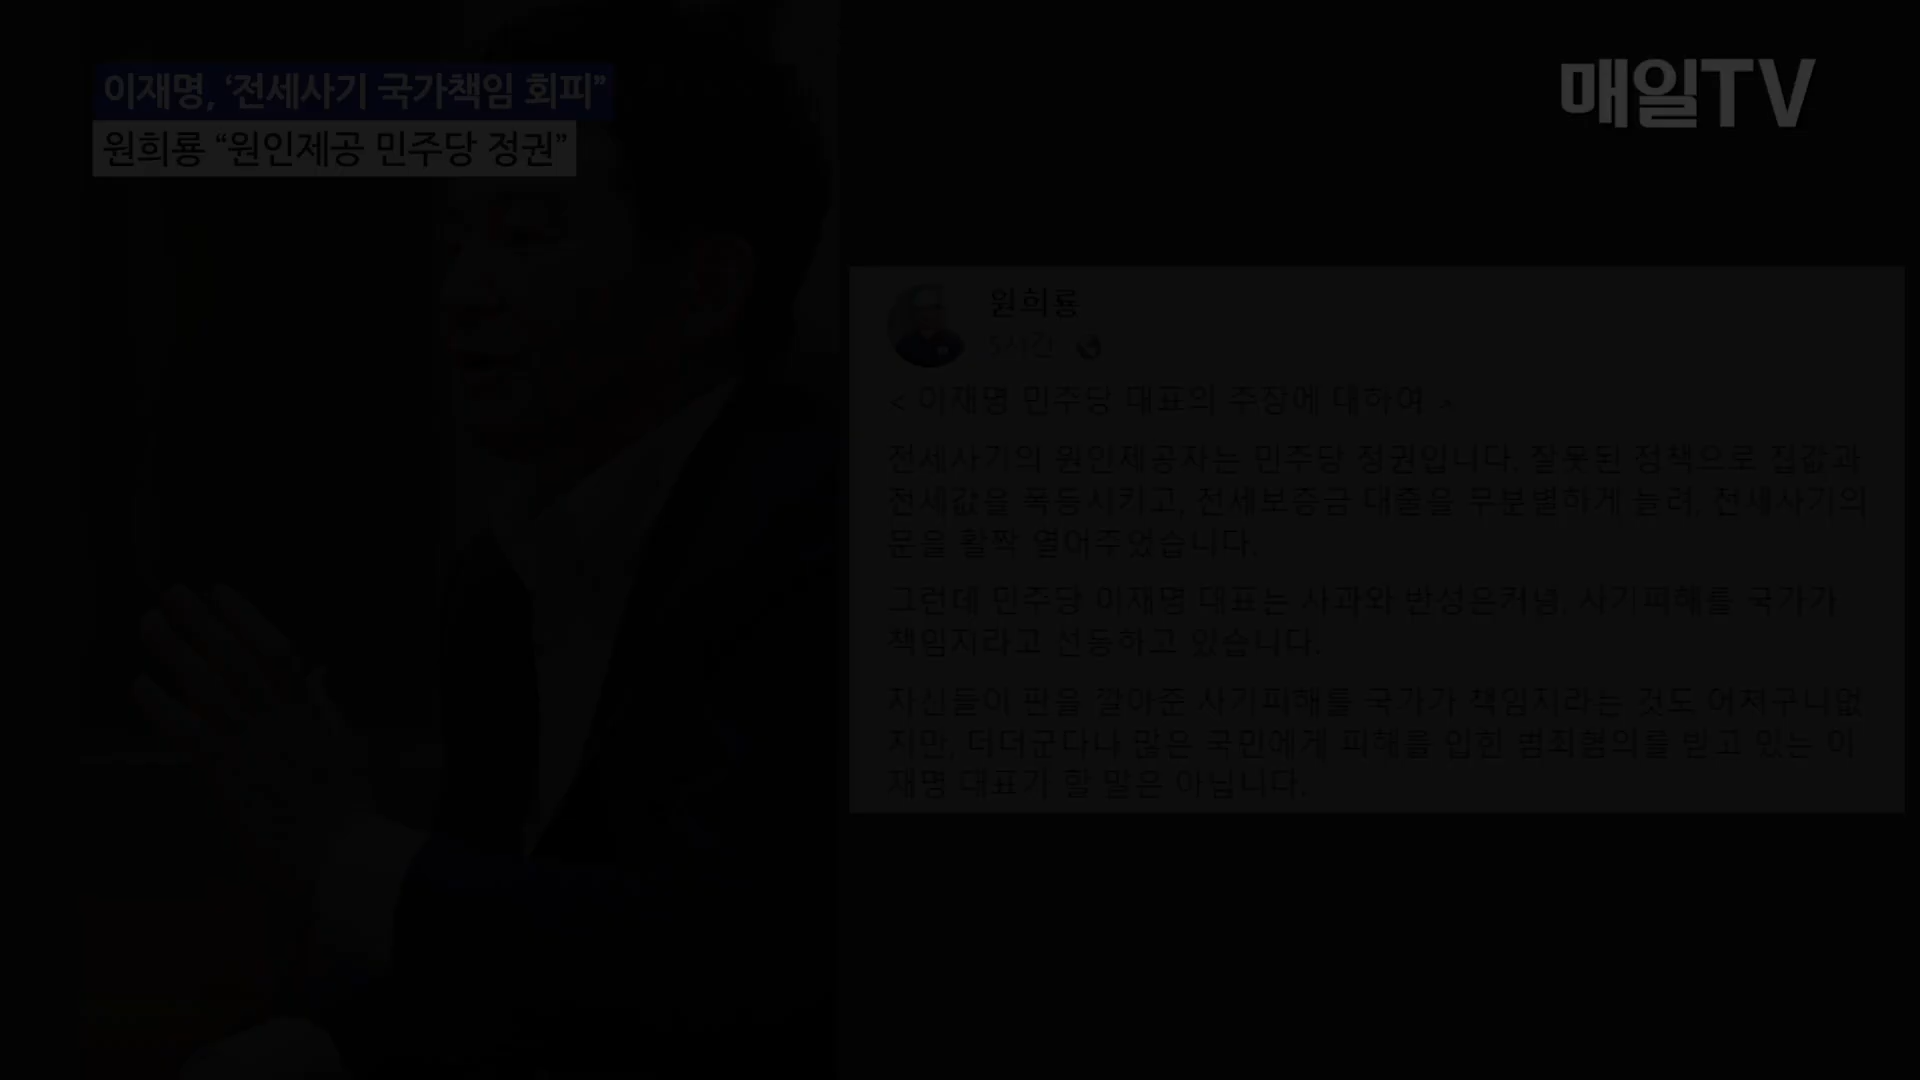 이재명, ‘전세사기 국가책임 회피”
원희룡 “원인제공 민주당 정권”
매일TV
원희룡
5시간
< 이재명 민주당 대표의 주장에 대하여 >
전세사기의 원인제공자는 민주당 정권입니다. 잘못된 정책으로 집값과
전세값을 폭등시키고, 전세보증금 대출을 무분별하게 늘려, 전세사기의
문을 활짝 열어주었습니다.
그런데 민주당 이재명 대표는 사과와 반성은커녕, 사기피해를 국가가
책임지라고 선동하고 있습니다.
자신들이 판을 깔아준 사기피해를 국가가 책임지라는 것도 어처구니없
지만, 더더군다나 많은 국민에게 피해를 입힌 범죄혐의를 받고 있는 이
재명 대표가 할 말은 아닙니다.